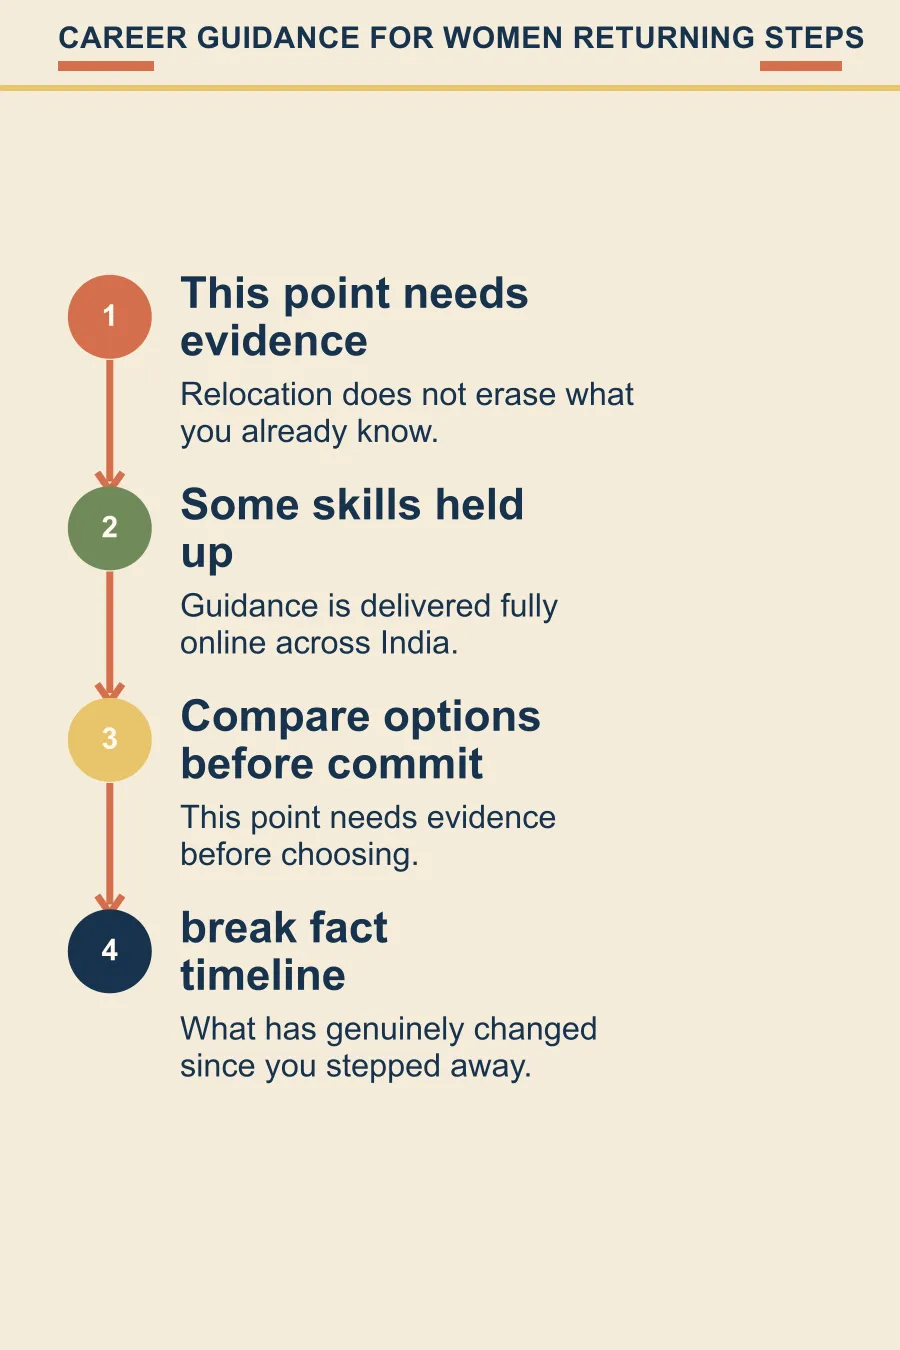 CAREER GUIDANCE FOR WOMEN RETURNING STEPS
1
This point needs
evidence
Relocation does not erase what
you already know.
2
Some skills held
up
Guidance is delivered fully
online across India.
3
Compare options
before commit
This point needs evidence
before choosing.
4
break fact
timeline
What has genuinely changed
since you stepped away.